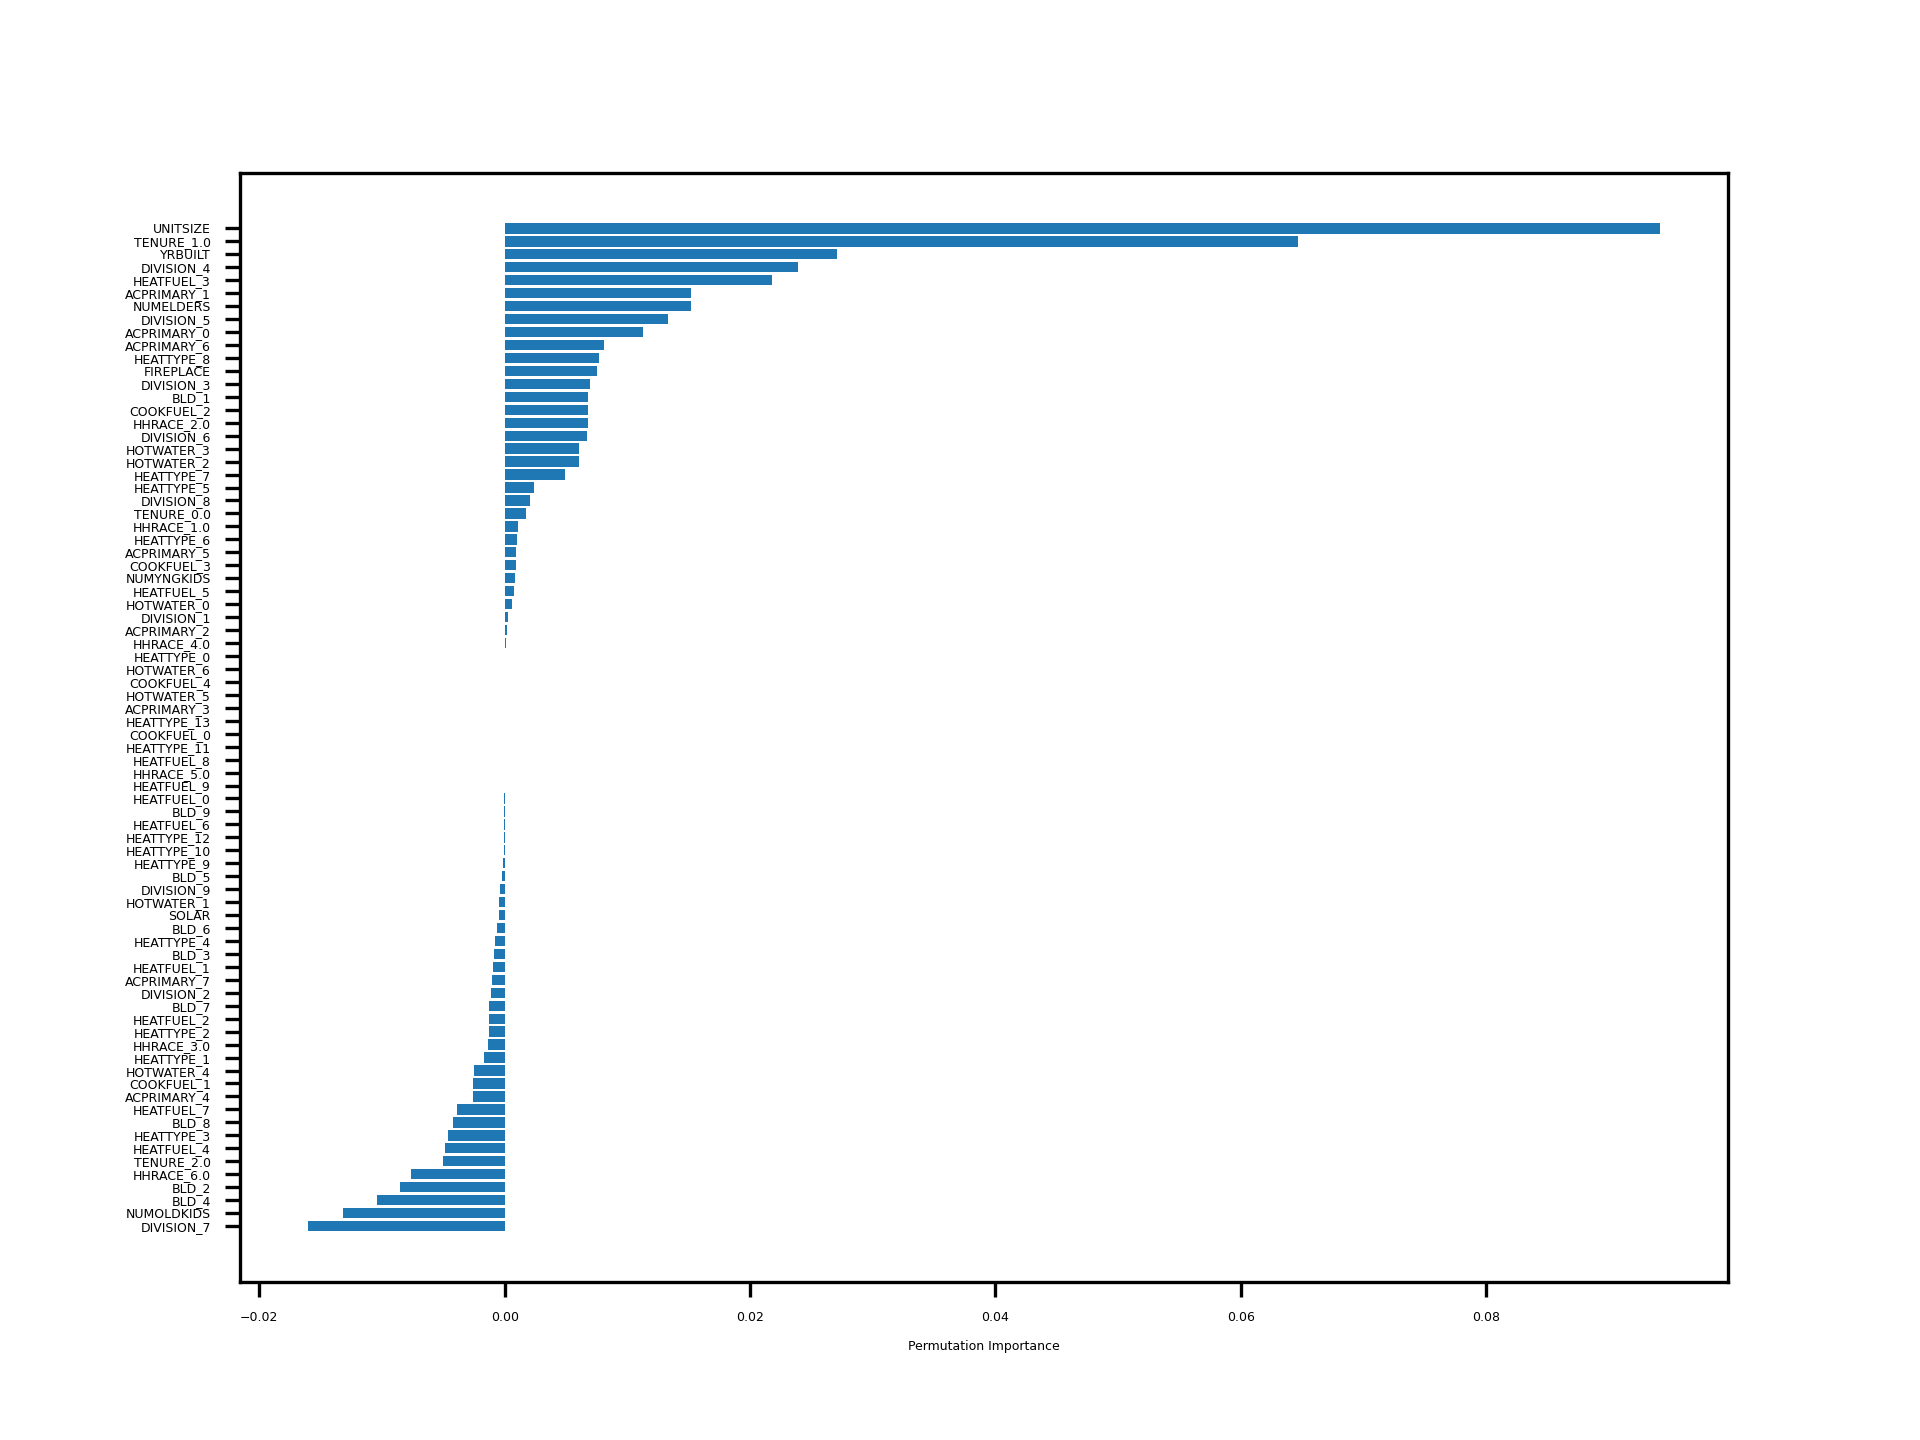 UNITSIZE
TENURE_1.0
YRBUILT
DIVISION_4
HEATFUEL_3
ACPRIMARY_1
NUMELDERS
DIVISION_5
ACPRIMARY_0
ACPRIMARY_6
HEATTYPE_8
FIREPLACE
DIVISION_3
BLD_1
COOKFUEL_2
HHRACE_2.0
DIVISION_6
HOTWATER_3
HOTWATER_2
HEATTYPE_7
HEATTYPE_5
DIVISION_8
TENURE_0.0
HHRACE_1.0
HEATTYPE_6
ACPRIMARY_5
COOKFUEL_3
NUMYNGKIDS
HEATFUEL_5
HOTWATER_0
DIVISION_1
ACPRIMARY_2
HHRACE_4.0
HEATTYPE_0
HOTWATER_6
COOKFUEL_4
HOTWATER_5
ACPRIMARY_3
HEATTYPE_13
COOKFUEL_0
HEATTYPE_11
HEATFUEL_8
HHRACE_5.0
HEATFUEL_9
HEATFUEL_0
BLD_9
HEATFUEL_6
HEATTYPE_12
HEATTYPE_10
HEATTYPE_9
BLD_5
DIVISION_9
HOTWATER_1
SOLAR
BLD_6
HEATTYPE_4
BLD_3
HEATFUEL_1
ACPRIMARY_7
DIVISION_2
BLD_7
HEATFUEL_2
HEATTYPE_2
HHRACE_3.0
HEATTYPE_1
HOTWATER_4
COOKFUEL_1
ACPRIMARY_4
HEATFUEL_7
BLD_8
HEATTYPE_3
HEATFUEL_4
TENURE_2.0
HHRACE_6.0
BLD_2
BLD_4
NUMOLDKIDS
DIVISION_7
−0.02 0.00 0.02 0.04 0.06 0.08
Permutation Importance